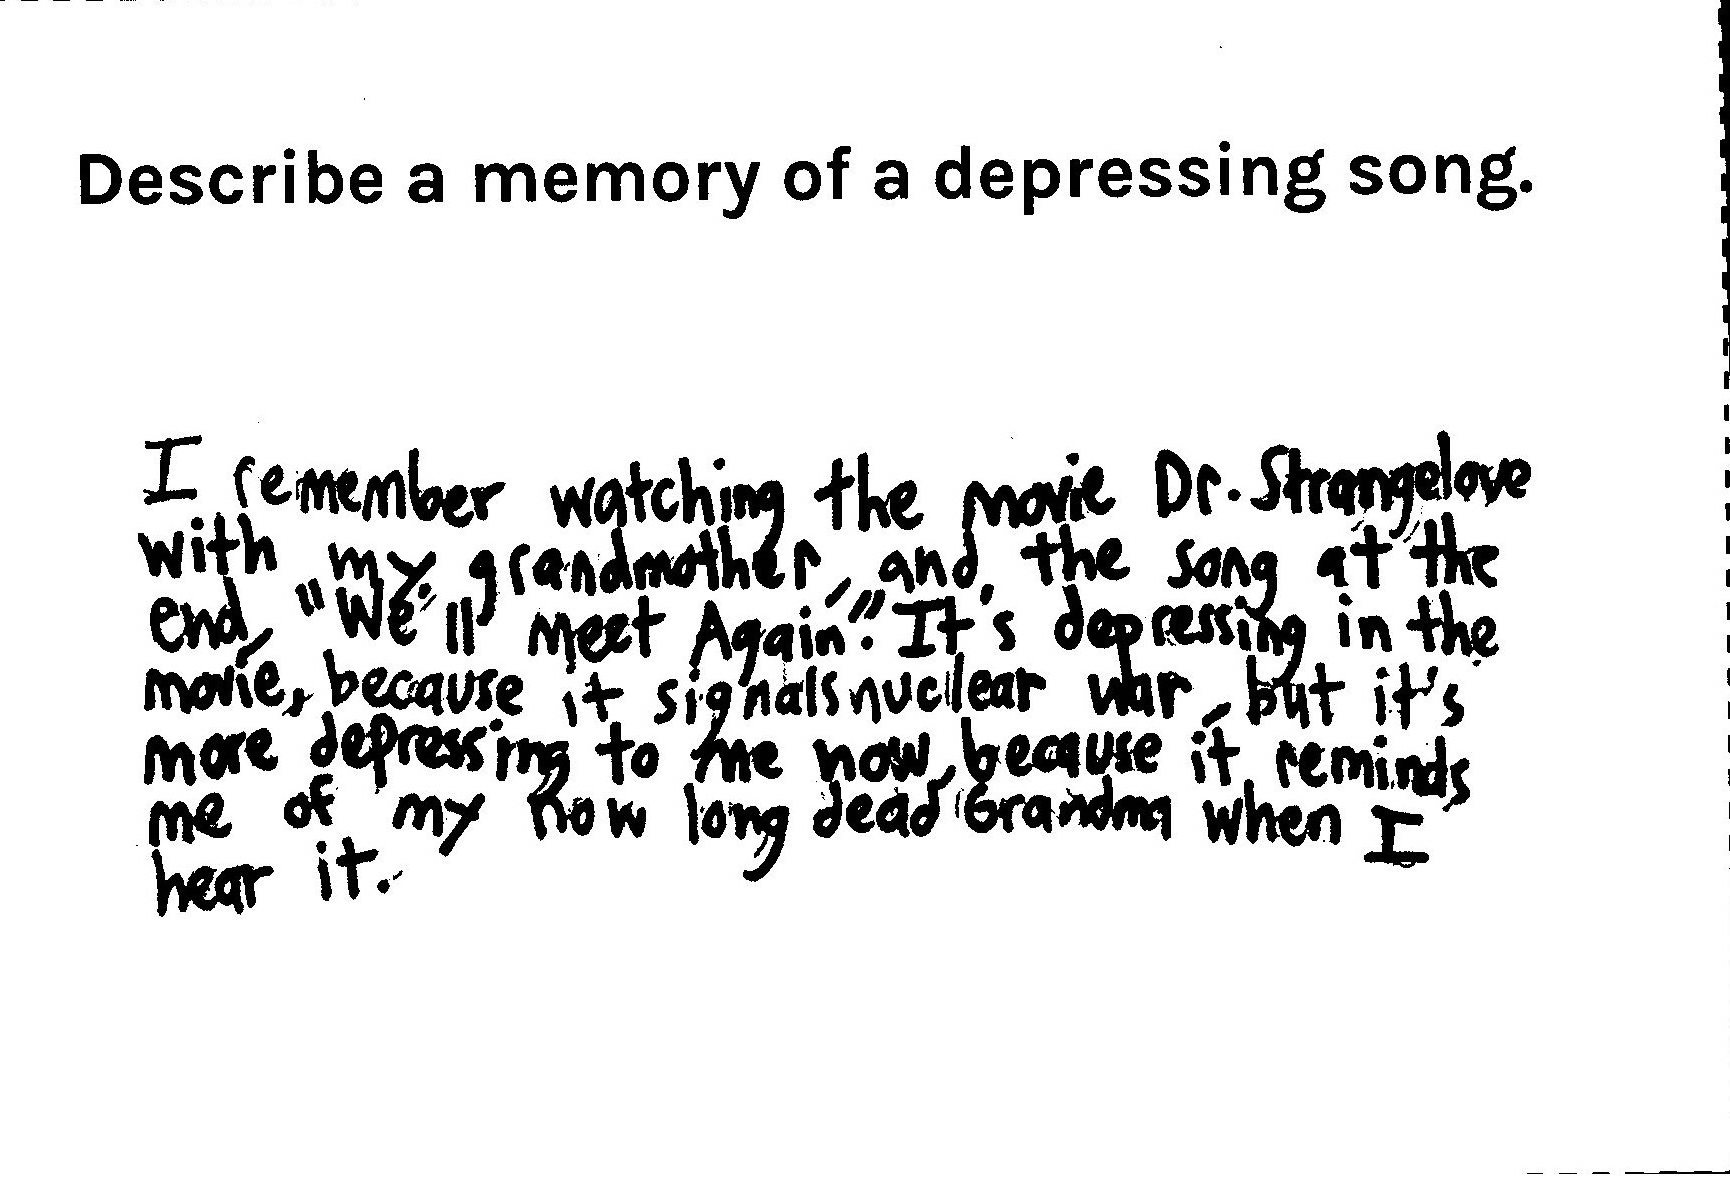 Describe a memory of a depressing song.
I remember watching the movie Dr. Strangelove
with my grandmother, and the song at the
end, "We'll Meet Again". It's depressing in the
movie, because it signals nuclear war, but it's
more depressing to me now, because it reminds
me of my now long dead Grandma when I
hear it.